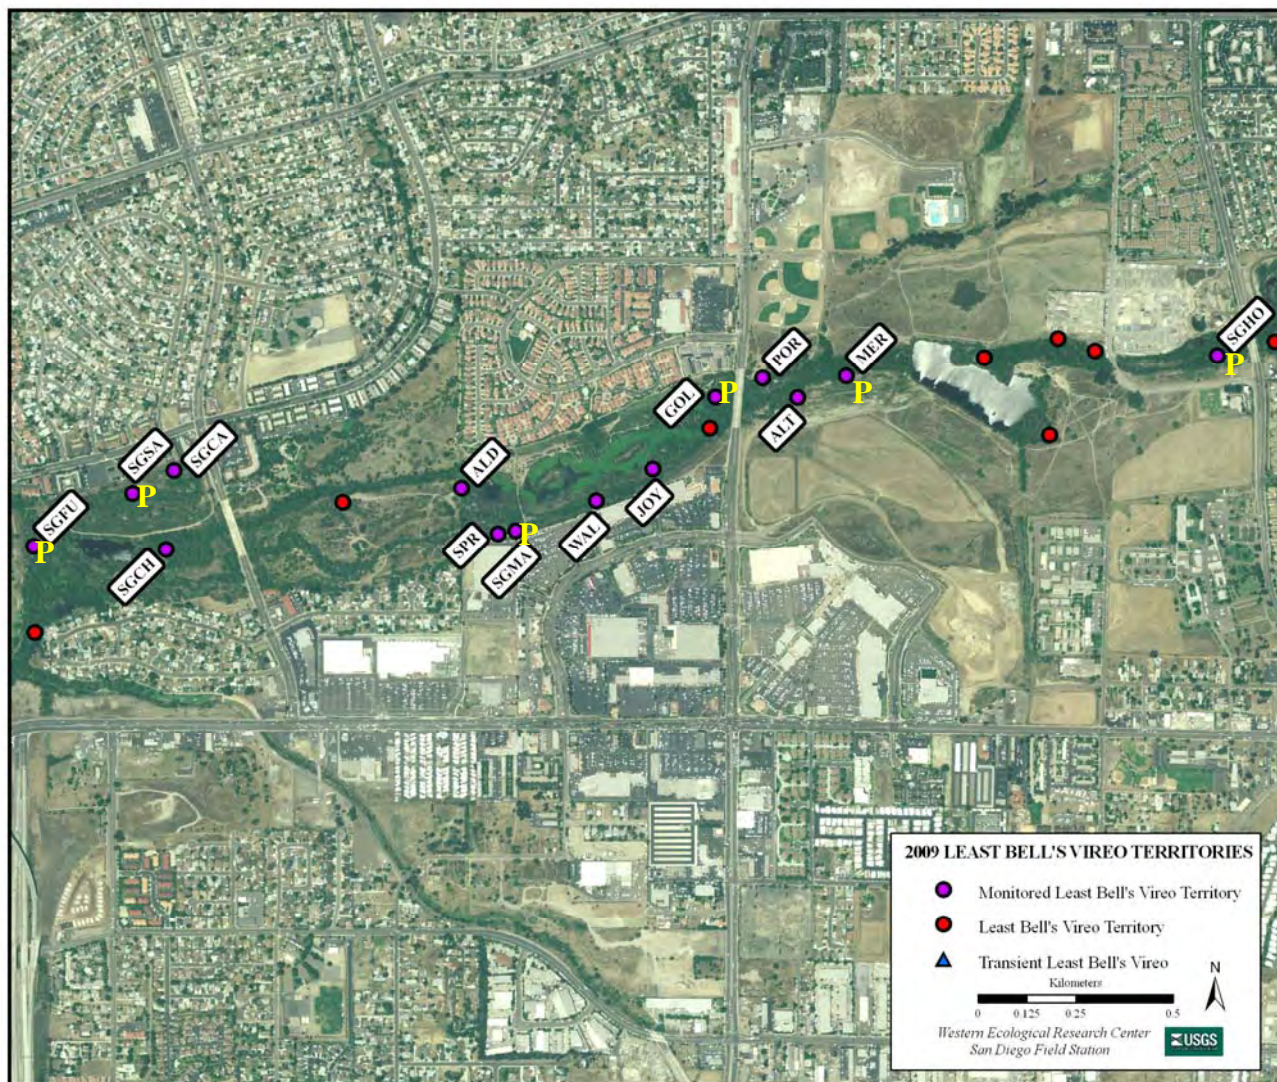 SGHO
P
POR
MER
P
GOL
P
ALT
SGSA
P
SGCA
ALD
JOY
WAL
SPR
SGMA
P
SGFU
P
SGCH
2009 LEAST BELL'S VIREO TERRITORIES
Monitored Least Bell's Vireo Territory
Least Bell's Vireo Territory
Transient Least Bell's Vireo
N
Kilometers
0 0.125 0.25 0.5
Western Ecological Research Center
San Diego Field Station
USGS